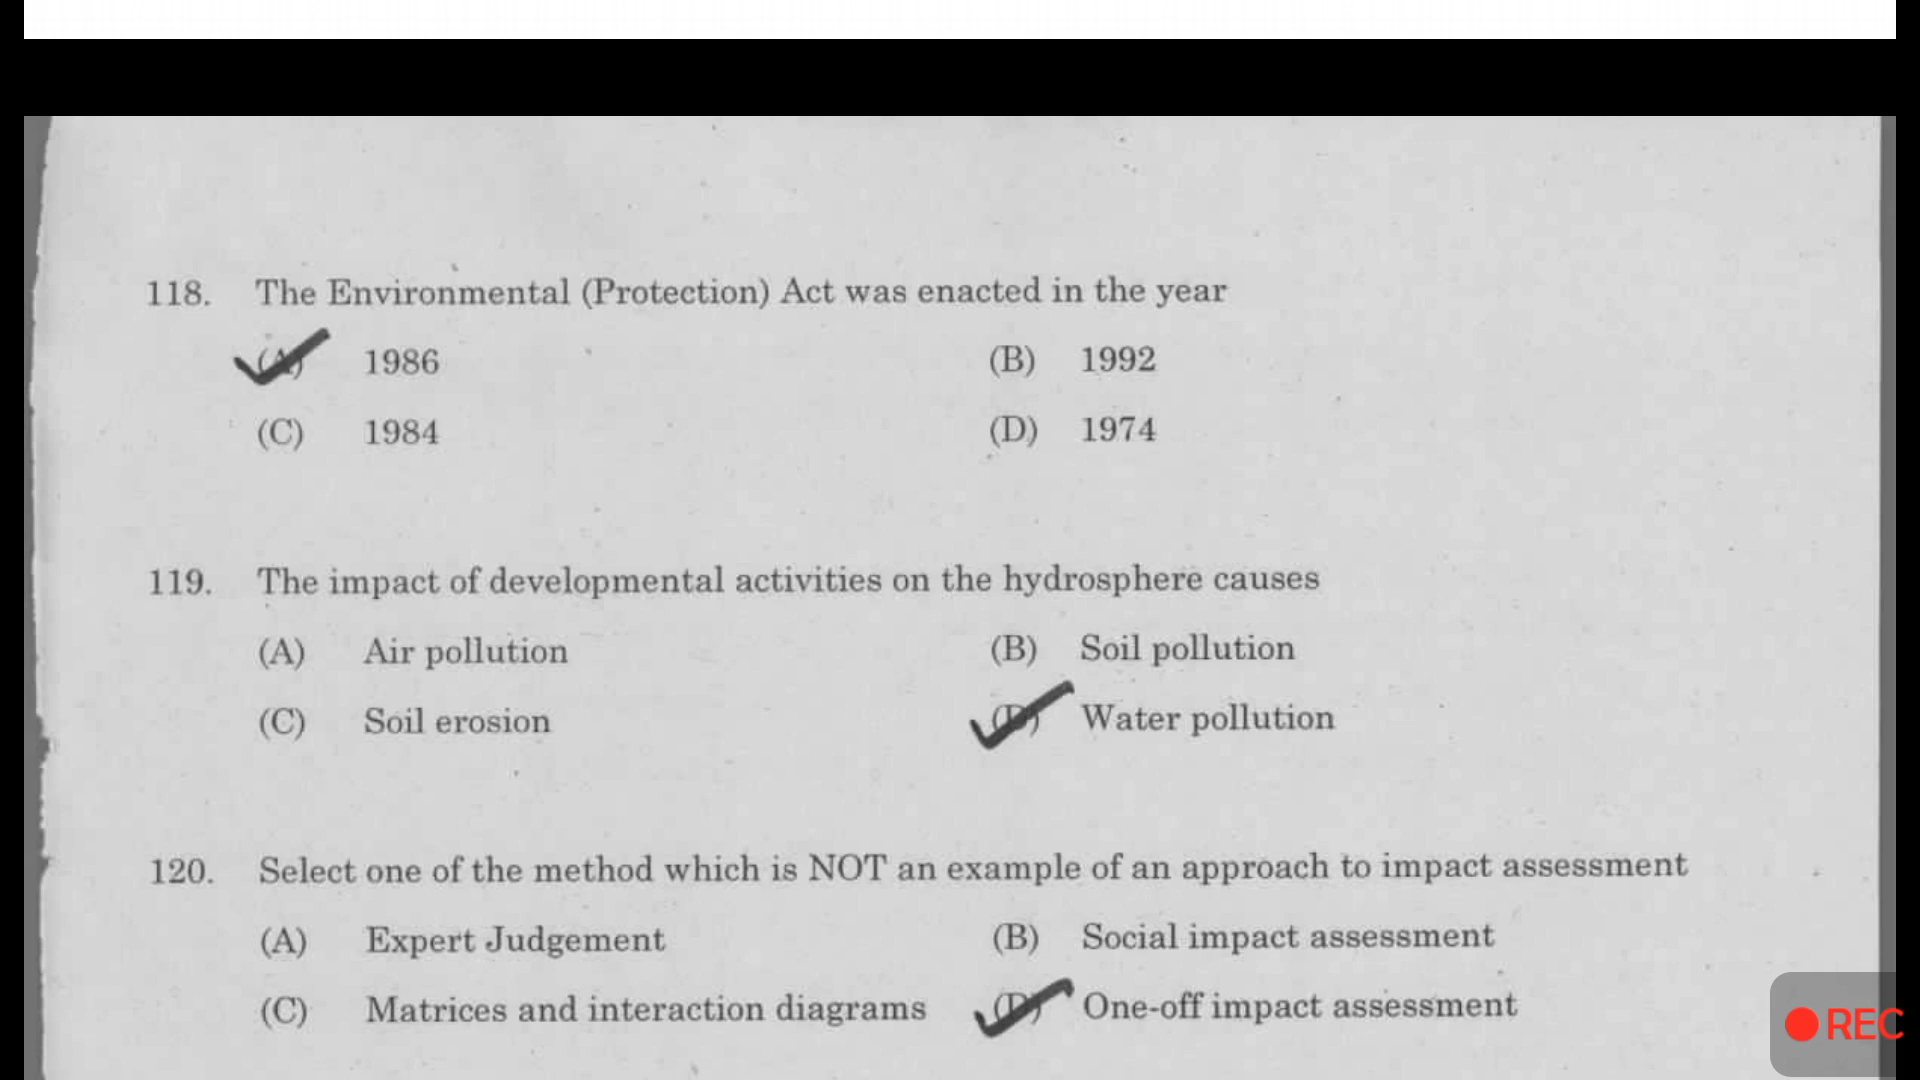 118. The Environmental (Protection) Act was enacted in the year
(A) 1986 (B) 1992
(C) 1984 (D) 1974
119. The impact of developmental activities on the hydrosphere causes
(A) Air pollution (B) Soil pollution
(C) Soil erosion (D) Water pollution
120. Select one of the method which is NOT an example of an approach to impact assessment
(A) Expert Judgement (B) Social impact assessment
(C) Matrices and interaction diagrams (D) One-off impact assessment
REC